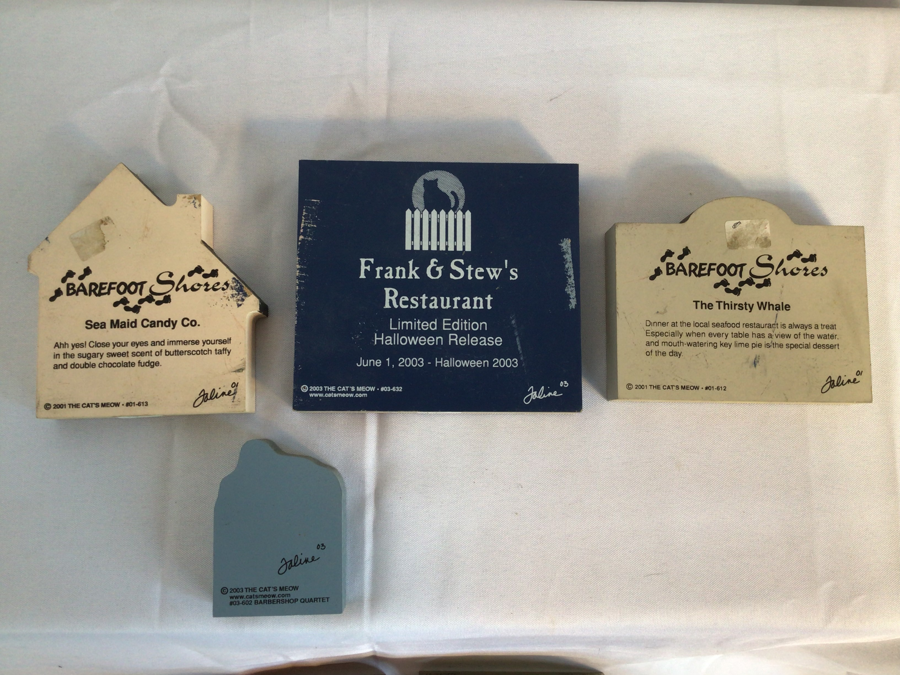 BAREFOOT Shores
Sea Maid Candy Co.
Ahh yes! Close your eyes and immerse yourself
in the sugary sweet scent of butterscotch taffy
and double chocolate fudge.
Jaline 01
© 2001 THE CAT'S MEOW • #01-613
Frank & Stew's
Restaurant
Limited Edition
Halloween Release
June 1, 2003 - Halloween 2003
© 2003 THE CAT'S MEOW • #03-632
www.catsmeow.com
Jaline 03
BAREFOOT Shores
The Thirsty Whale
Dinner at the local seafood restaurant is always a treat
Especially when every table has a view of the water,
and mouth-watering key lime pie is the special dessert
of the day
© 2001 THE CAT'S MEOW • #01-612
Jaline 01
Jaline 03
© 2003 THE CAT'S MEOW
www.catsmeow.com
#03-602 BARBERSHOP QUARTET